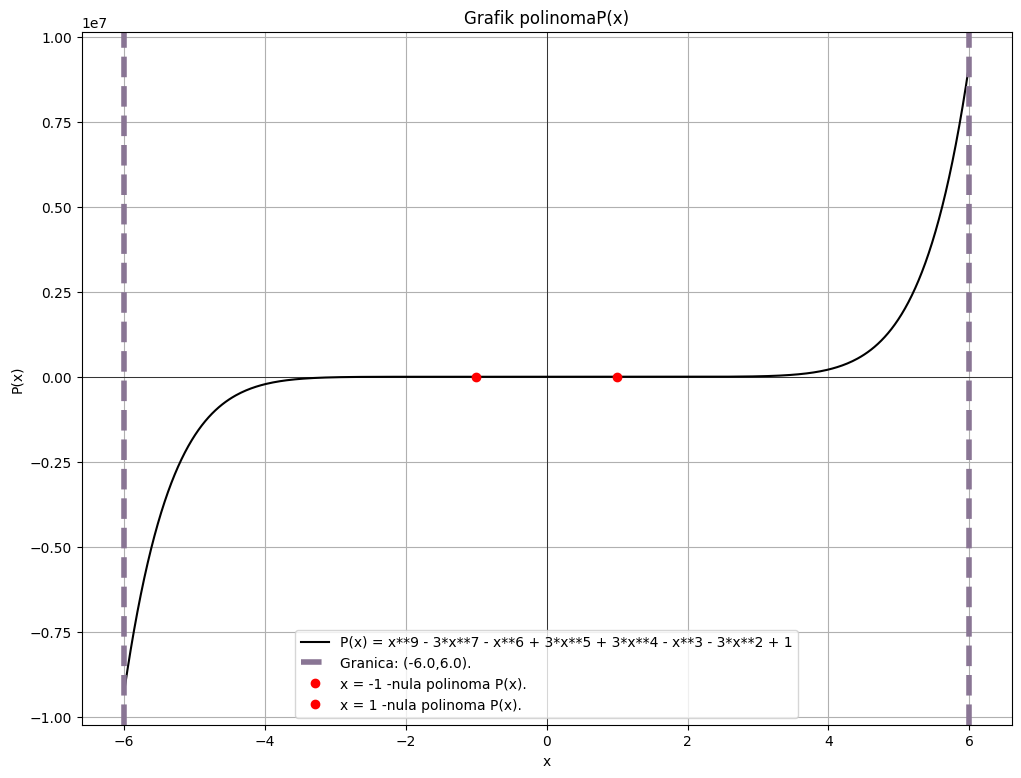 Grafik polinomaP(x)
1e7
1.00
0.75
0.50
0.25
0.00
−0.25
−0.50
−0.75
−1.00
P(x)
P(x) = x**9 - 3*x**7 - x**6 + 3*x**5 + 3*x**4 - x**3 - 3*x**2 + 1
Granica: (-6.0,6.0).
x = -1 -nula polinoma P(x).
x = 1 -nula polinoma P(x).
−6 −4 −2 0 2 4 6
x